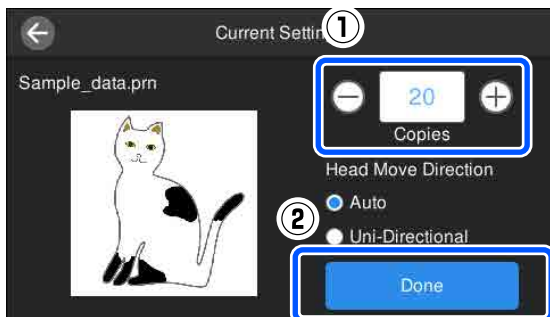 Current Settin
①
Sample_data.prn
20
Copies
Head Move Direction
Auto
②
Uni-Directional
Done